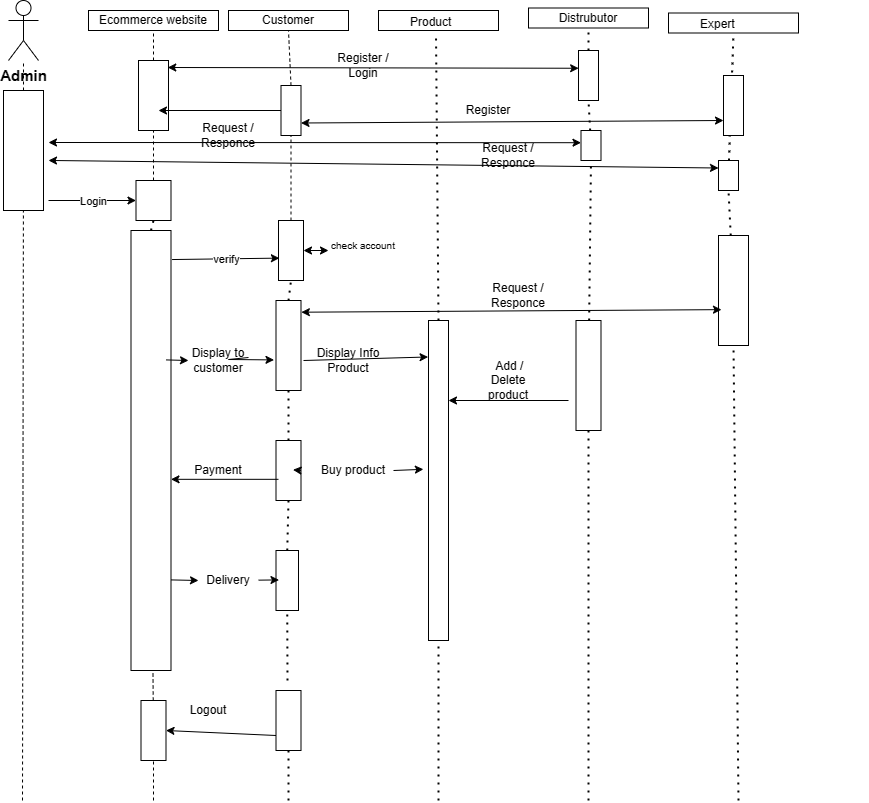 Ecommerce website
Customer
Product
Distrubutor
Expert
Admin
Register /
Login
Register
Request /
Responce
Request /
Responce
Login
verify
check account
Request /
Responce
Display to
customer
Display Info
Product
Add /
Delete
product
Payment
Buy product
Delivery
Logout